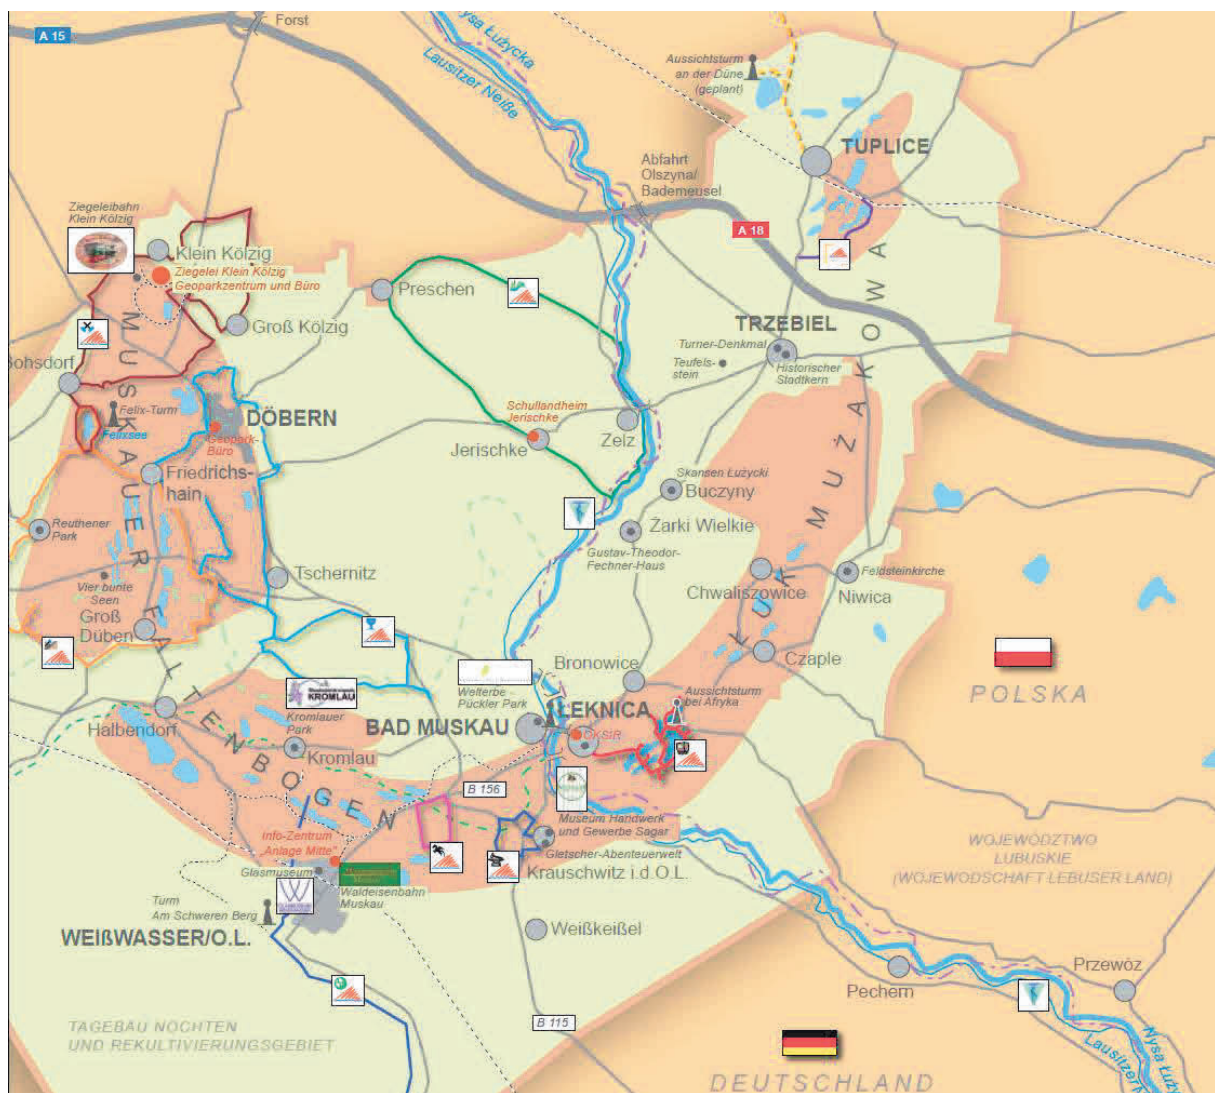 A 15
Forst
Nysa Łużycka
Lausitzer Neiße
Aussichtsturm
an der Düne
(geplant)
TUPLICE
Abfahrt
Olszyna/
Bademeusel
A 18
Ziegeleibahn
Klein Kölzig
Klein Kölzig
Ziegelei Klein Kölzig
Geoparkzentrum und Büro
Groß Kölzig
Preschen
TRZEBIEL
Turner-Denkmal
Teufels-
stein
Historischer
Stadtkern
Bohsdorf
Felix-Turm
Felixsee
DÖBERN
Geopark-
Büro
Schullandheim
Jerischke
Jerischke
Zelz
Friedrichs-
hain
Skansen Łużycki
Buczyny
Żarki Wielkie
Gustav-Theodor-
Fechner-Haus
Reuthener
Park
Vier bunte
Seen
Tschernitz
Groß
Düben
Chwaliszowice
Feldsteinkirche
Niwica
Czaple
Bronowice
POLSKA
KROMLAU
Kromlauer
Park
Kromlau
Halbendorf
Welterbe -
Pückler Park
BAD MUSKAU
ŁEKNICA
OKSIR
Aussichtsturm
bei Afryka
MUSKAUER FALTENBOGEN
ŁUK MUŻAKOWA
B 156
Info-Zentrum
„Anlage Mitte"
Glasmuseum
Waldeisenbahn
Muskau
Museum Handwerk
und Gewerbe Sagar
Gletscher-Abenteuerwelt
Krauschwitz i.d.O.L.
Turm
Am Schweren Berg
WEIßWASSER/O.L.
Weißkeißel
WOJEWÓDZTWO
LUBUSKIE
(WOJEWODSCHAFT LEBUSER LAND)
Pechern
Przewóz
TAGEBAU NOCHTEN
UND REKULTIVIERUNGSGEBIET
B 115
DEUTSCHLAND
Nysa Łuży
Lausitzer